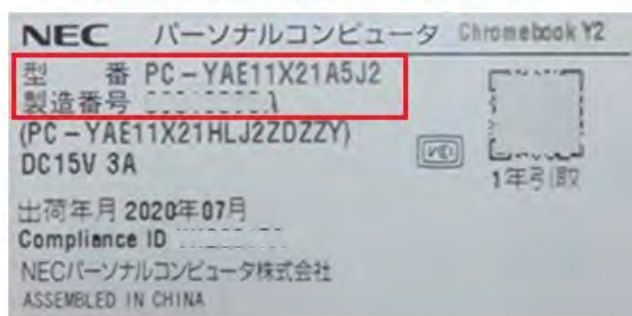 NEC パーソナルコンピュータ Chromebook Y2
型 番 PC-YAE11X21A5J2
製造番号
(PC-YAE11X21HLJ2ZDZZY)
DC15V 3A
1年引取
出荷年月 2020年07月
Compliance ID
NECパーソナルコンピュータ株式会社
ASSEMBLED IN CHINA